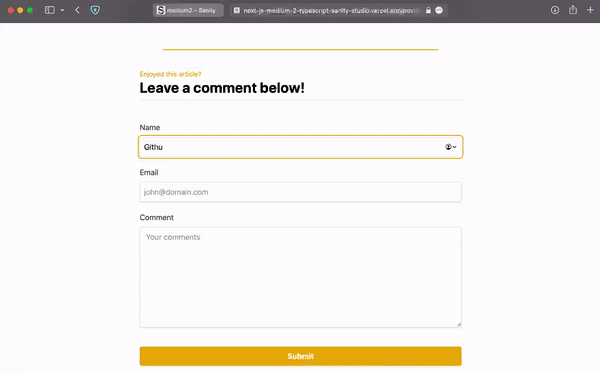 medium2 – Sanity
next-js-medium-2-typescript-sanity-studio.vercel.app/post/
Enjoyed this article?
Leave a comment below!
Name
Githu
Email
john@domain.com
Comment
Your comments
Submit